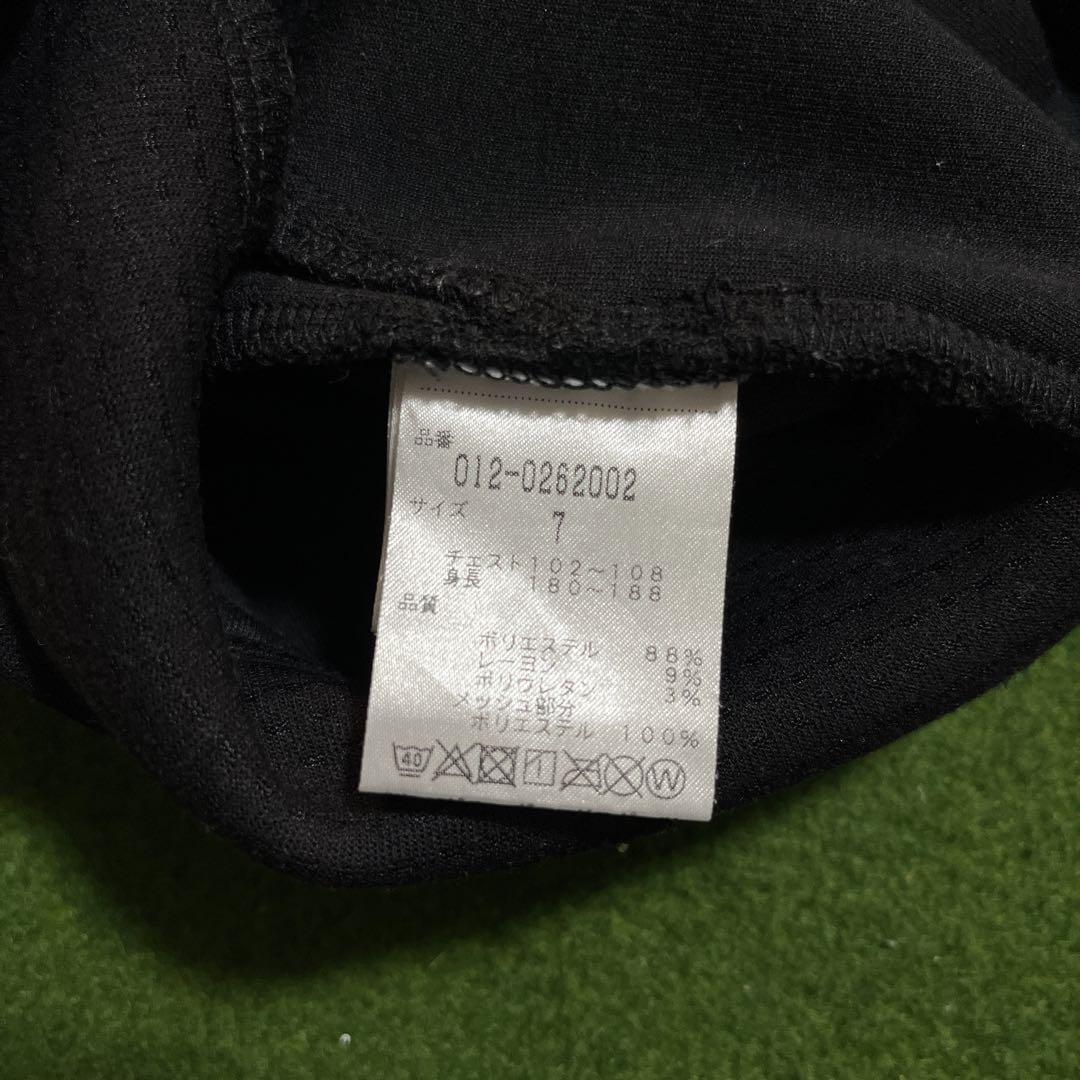 品番
012-0262002
サイズ
7
チェスト102~108
身長 180~188
品質
ポリエステル 88%
レーヨン 9%
ポリウレタン 3%
メッシュ部分
ポリエステル 100%
40 W